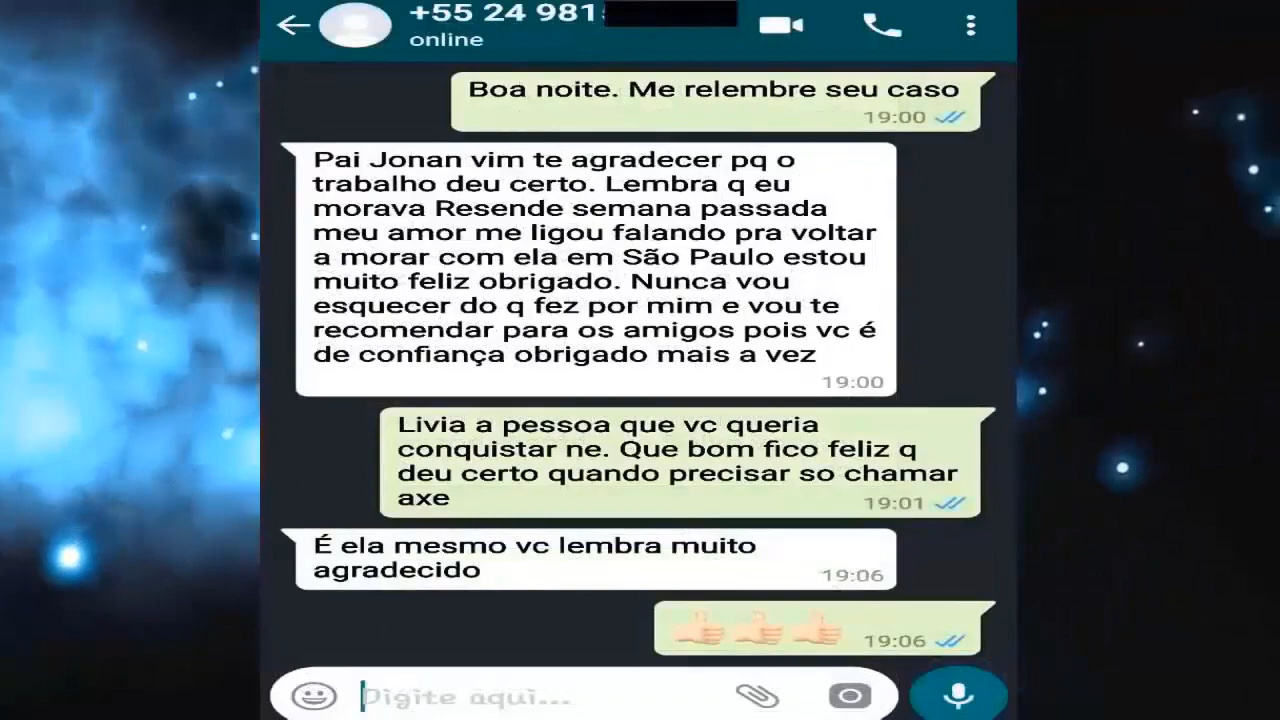 +55 24 981
online
Boa noite. Me relembre seu caso
19:00
Pai Jonan vim te agradecer pq o
trabalho deu certo. Lembra q eu
morava Resende semana passada
meu amor me ligou falando pra voltar
a morar com ela em São Paulo estou
muito feliz obrigado. Nunca vou
esquecer do q fez por mim e vou te
recomendar para os amigos pois vc é
de confiança obrigado mais a vez
19:00
Livia a pessoa que vc queria
conquistar ne. Que bom fico feliz q
deu certo quando precisar so chamar
axe
19:01
É ela mesmo vc lembra muito
agradecido
19:06
19:06
Digite aqui...